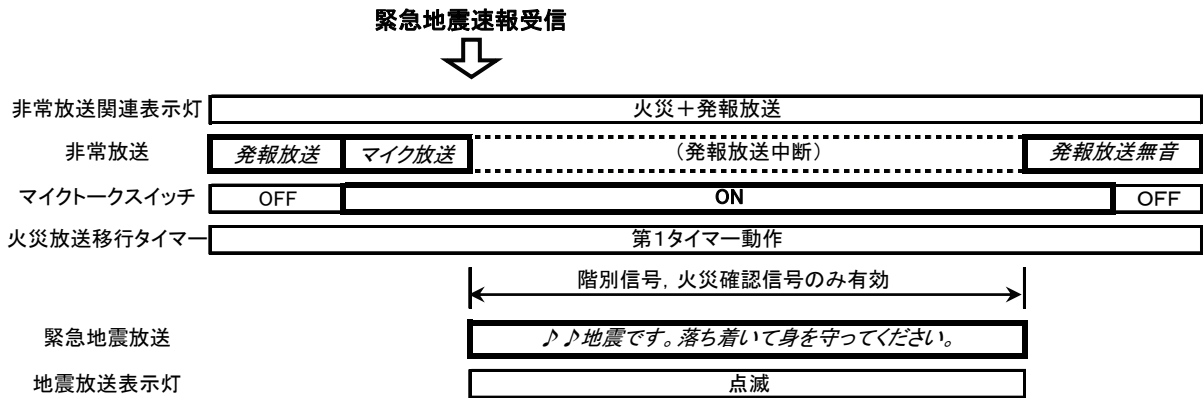 緊急地震速報受信
非常放送関連表示灯 火災＋発報放送
非常放送 発報放送 マイク放送 （発報放送中断） 発報放送無音
マイクトークスイッチ OFF ON OFF
火災放送移行タイマー 第１タイマー動作
階別信号，火災確認信号のみ有効
緊急地震放送 ♪♪地震です。落ち着いて身を守ってください。
地震放送表示灯 点滅